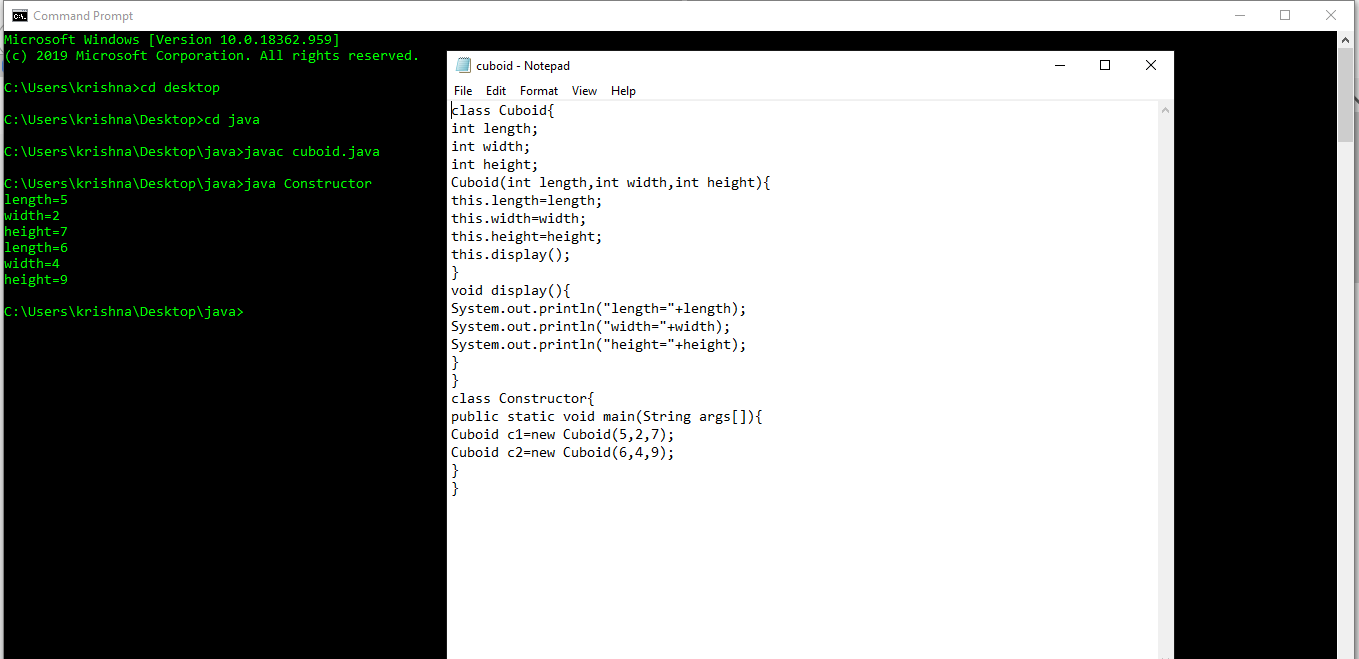 Command Prompt
Microsoft Windows [Version 10.0.18362.959]
(c) 2019 Microsoft Corporation. All rights reserved.
C:\Users\krishna>cd desktop
C:\Users\krishna\Desktop>cd java
C:\Users\krishna\Desktop\java>javac cuboid.java
C:\Users\krishna\Desktop\java>java Constructor
length=5
width=2
height=7
length=6
width=4
height=9
C:\Users\krishna\Desktop\java>
cuboid - Notepad
File Edit Format View Help
class Cuboid{
int length;
int width;
int height;
Cuboid(int length,int width,int height){
this.length=length;
this.width=width;
this.height=height;
this.display();
}
void display(){
System.out.println("length="+length);
System.out.println("width="+width);
System.out.println("height="+height);
}
}
class Constructor{
public static void main(String args[]){
Cuboid c1=new Cuboid(5,2,7);
Cuboid c2=new Cuboid(6,4,9);
}
}